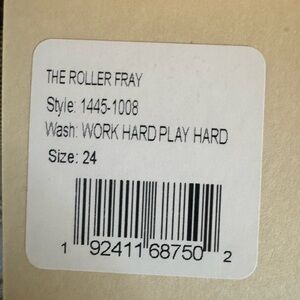 THE ROLLER FRAY
Style: 1445-1008
Wash: WORK HARD PLAY HARD
Size: 24
1 92411 68750 2